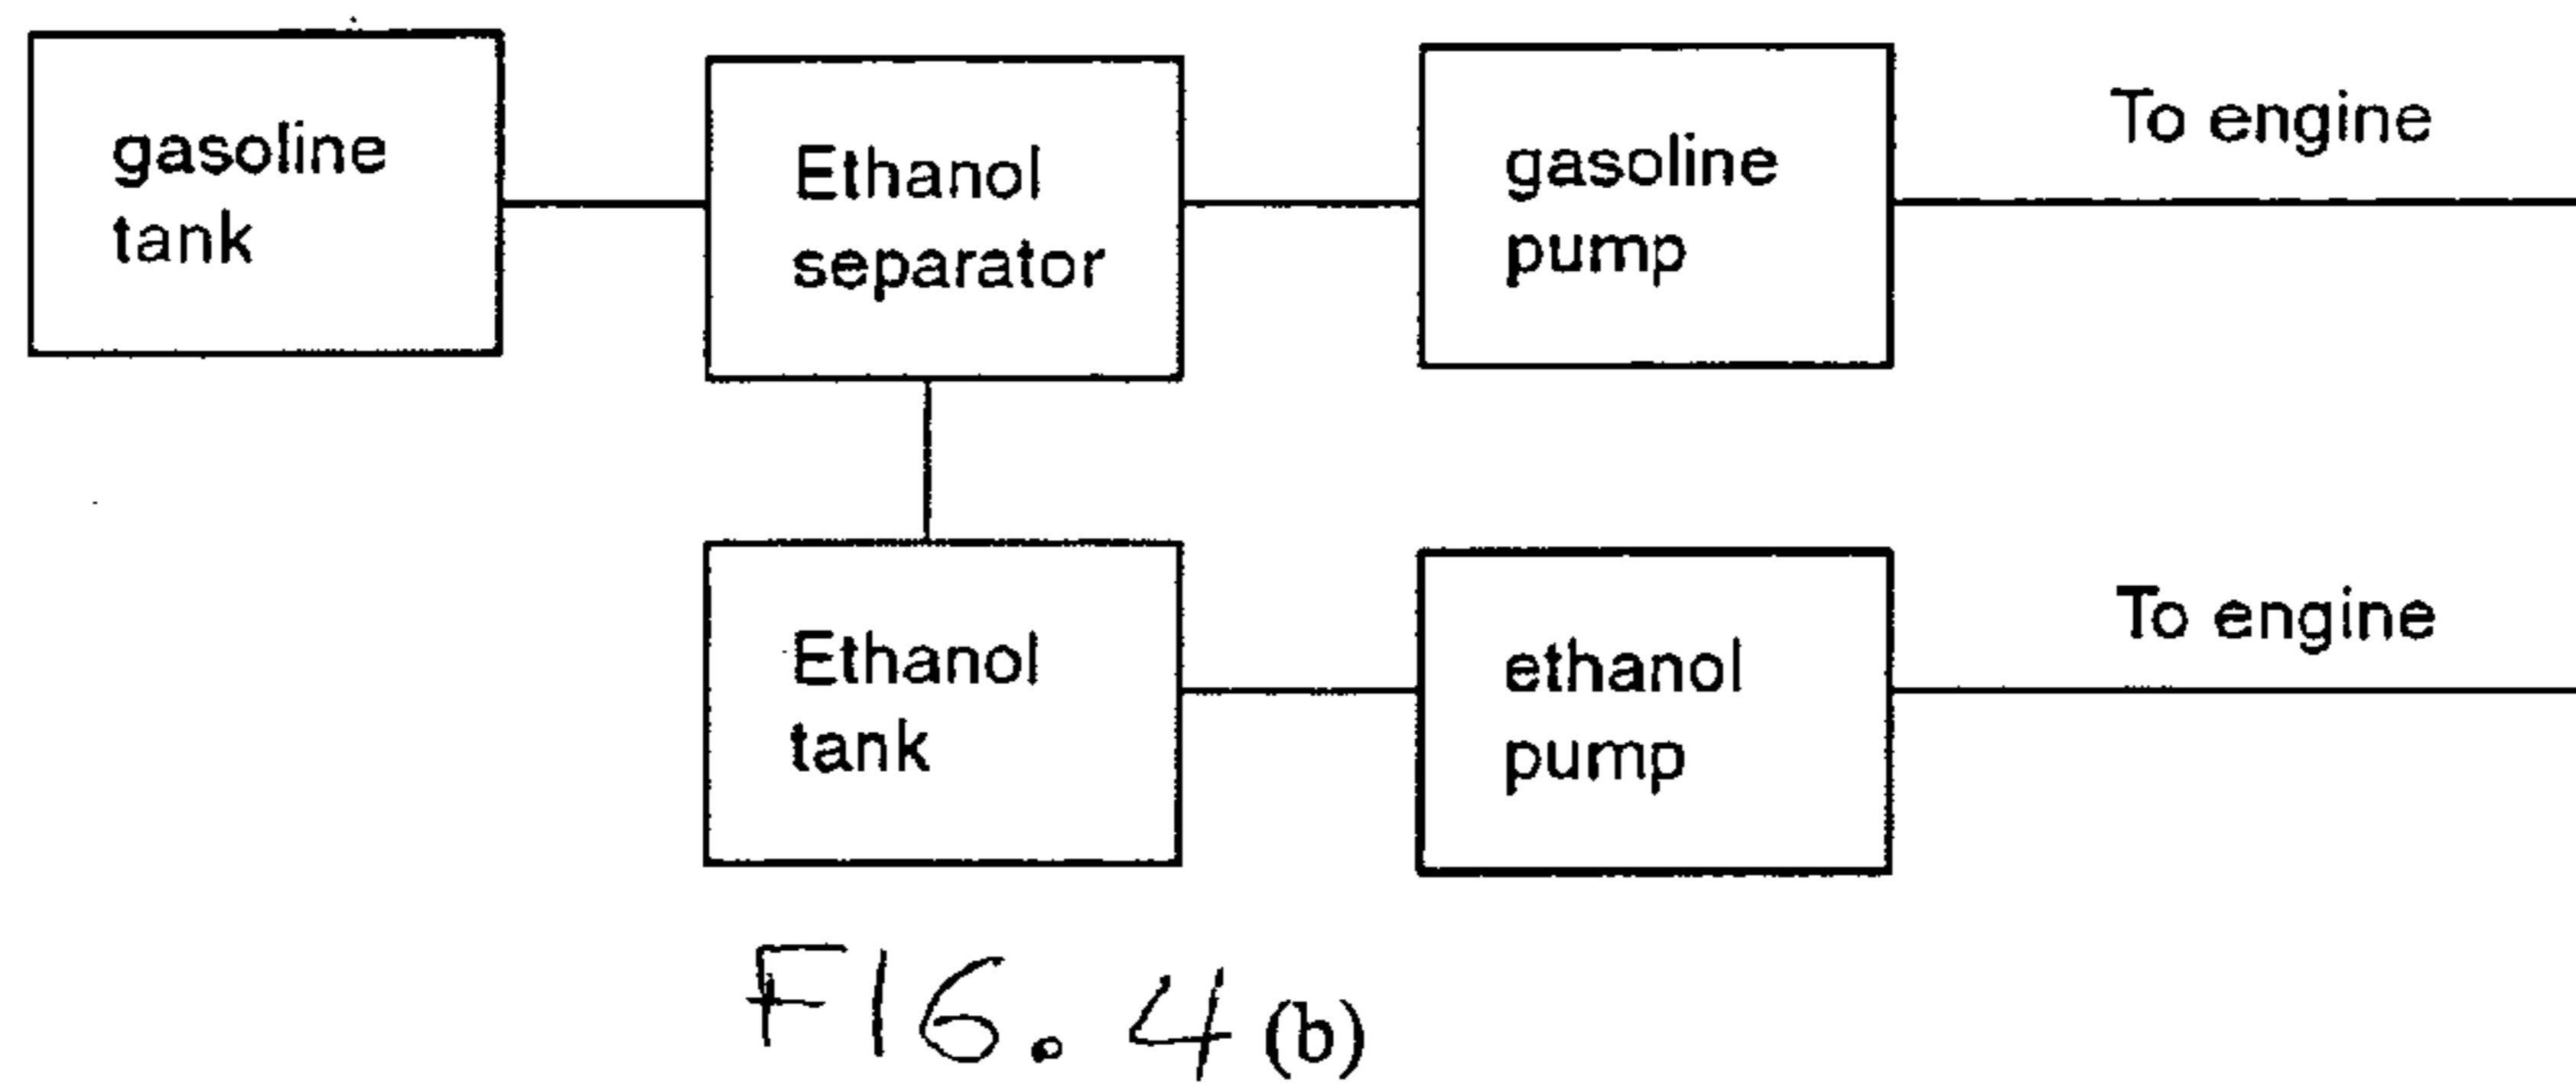 gasoline
tank
Ethanol
separator
gasoline
pump
To engine
Ethanol
tank
ethanol
pump
To engine
FIG. 4 (b)